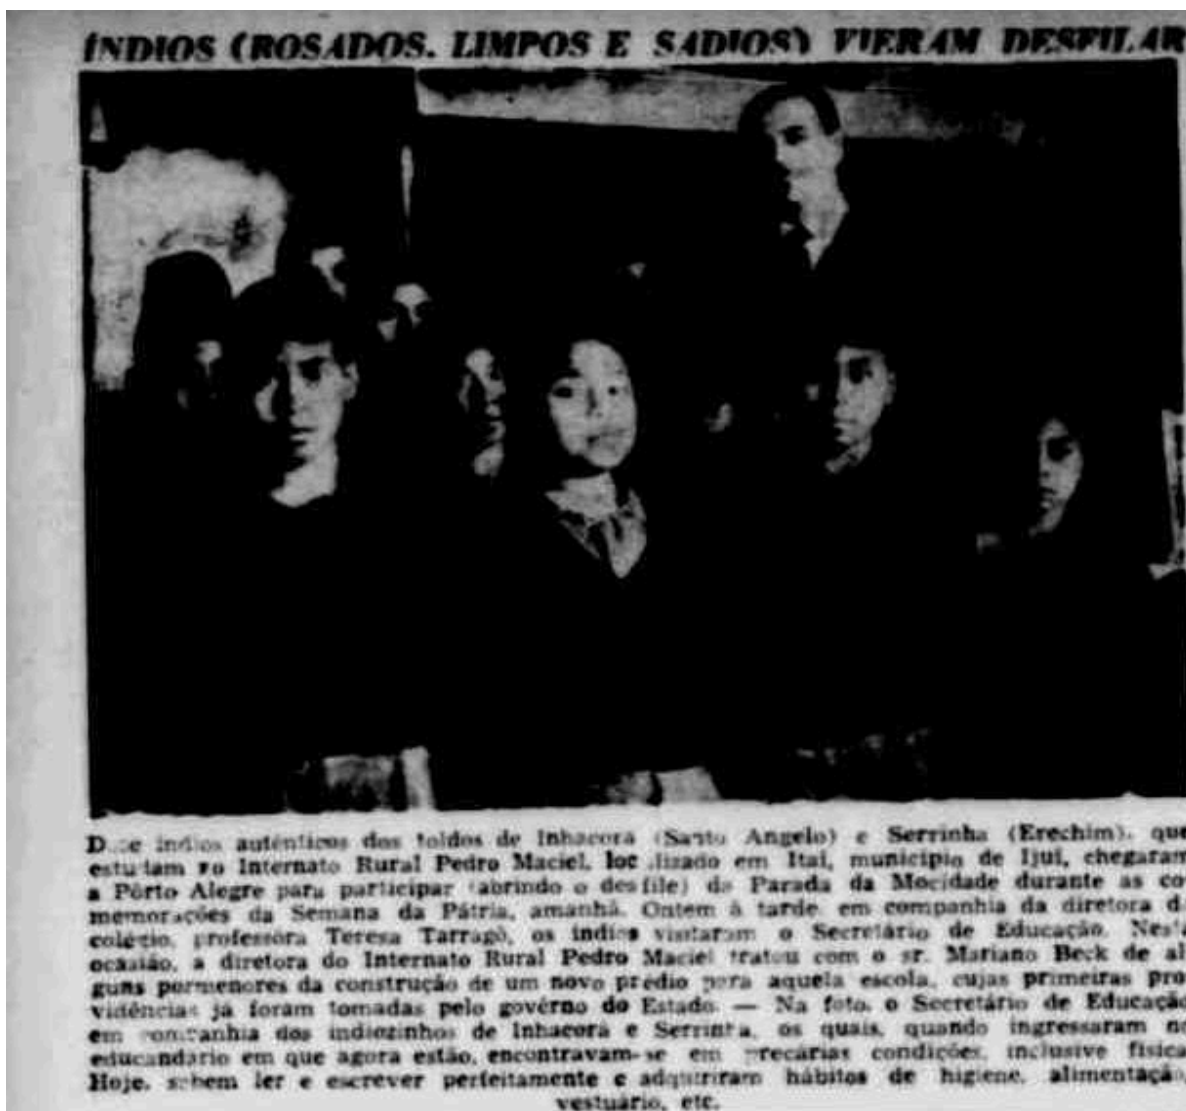 ÍNDIOS (ROSADOS, LIMPOS E SADIOS) VIERAM DESFILAR
índios autênticos dos toldos de Inhacorá (Santo Angelo) e Serrinha (Erechim), que
estudam no Internato Rural Pedro Maciel, localizado em Itaí, município de Ijuí, chegaram
a Pôrto Alegre para participar (abrindo o desfile) da Parada da Mocidade durante as co-
memorações da Semana da Pátria, amanhã. Ontem à tarde, em companhia da diretora d
colégio, professôra Teresa Tarragô, os índios visitaram o Secretário de Educação. Nesta
ocasião, a diretora do Internato Rural Pedro Maciel tratou com o sr. Mariano Beck de al-
guns pormenores da construção de um novo prédio para aquela escola, cujas primeiras pro-
vidências já foram tomadas pelo govêrno do Estado. — Na foto, o Secretário de Educação
em companhia dos indiozinhos de Inhacorá e Serrinha, os quais, quando ingressaram no
educandário em que agora estão, encontravam-se em precárias condições, inclusive física
Hoje, sabem ler e escrever perfeitamente e adquiriram hábitos de higiene, alimentação,
vestuário, etc.